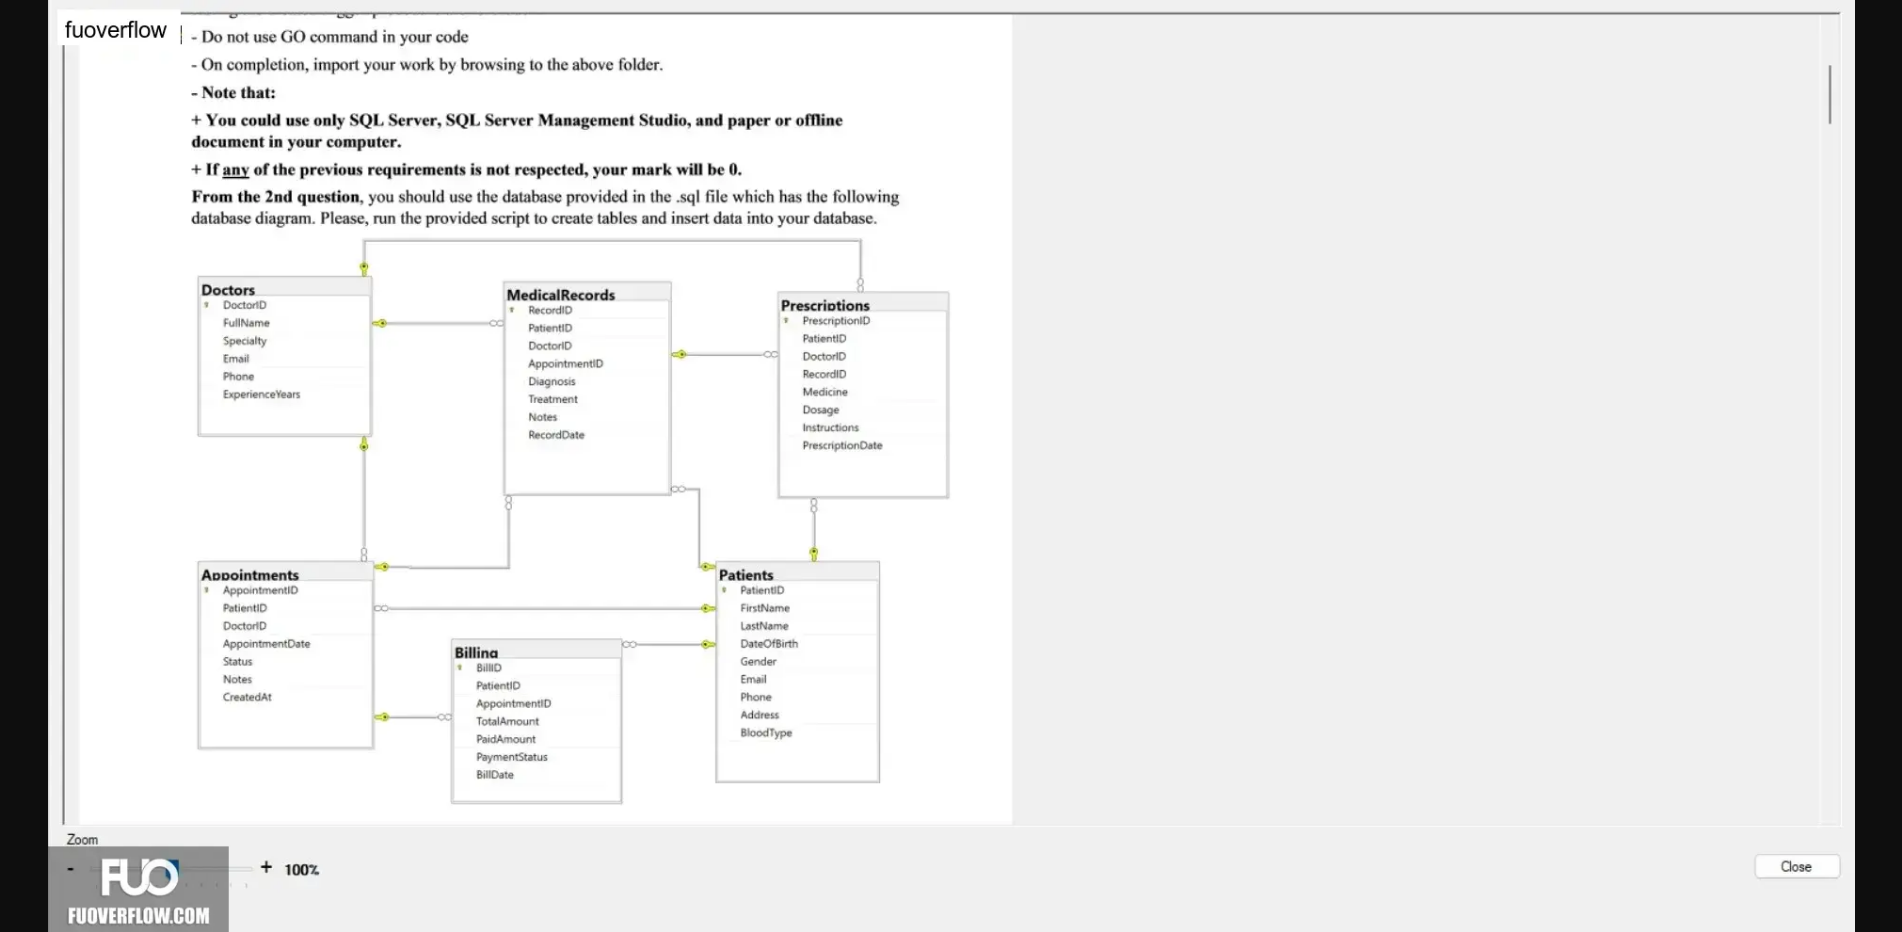 fuoverflow
- Do not use GO command in your code
- On completion, import your work by browsing to the above folder.
- Note that:
+ You could use only SQL Server, SQL Server Management Studio, and paper or offline
document in your computer.
+ If any of the previous requirements is not respected, your mark will be 0.
From the 2nd question, you should use the database provided in the .sql file which has the following
database diagram. Please, run the provided script to create tables and insert data into your database.
Doctors
DoctorID
FullName
Specialty
Email
Phone
ExperienceYears
MedicalRecords
RecordID
PatientID
DoctorID
AppointmentID
Diagnosis
Treatment
Notes
RecordDate
Prescriptions
PrescriptionID
PatientID
DoctorID
RecordID
Medicine
Dosage
Instructions
PrescriptionDate
Appointments
AppointmentID
PatientID
DoctorID
AppointmentDate
Status
Notes
CreatedAt
Billing
BillID
PatientID
AppointmentID
TotalAmount
PaidAmount
PaymentStatus
BillDate
Patients
PatientID
FirstName
LastName
DateOfBirth
Gender
Email
Phone
Address
BloodType
Zoom
- + 100%
Close
FUO
FUOVERFLOW.COM